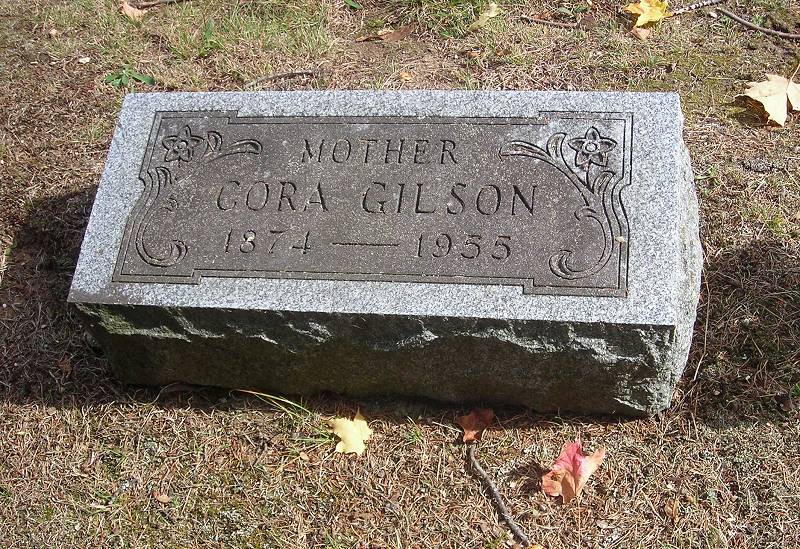 MOTHER
CORA GILSON
1874 — 1955